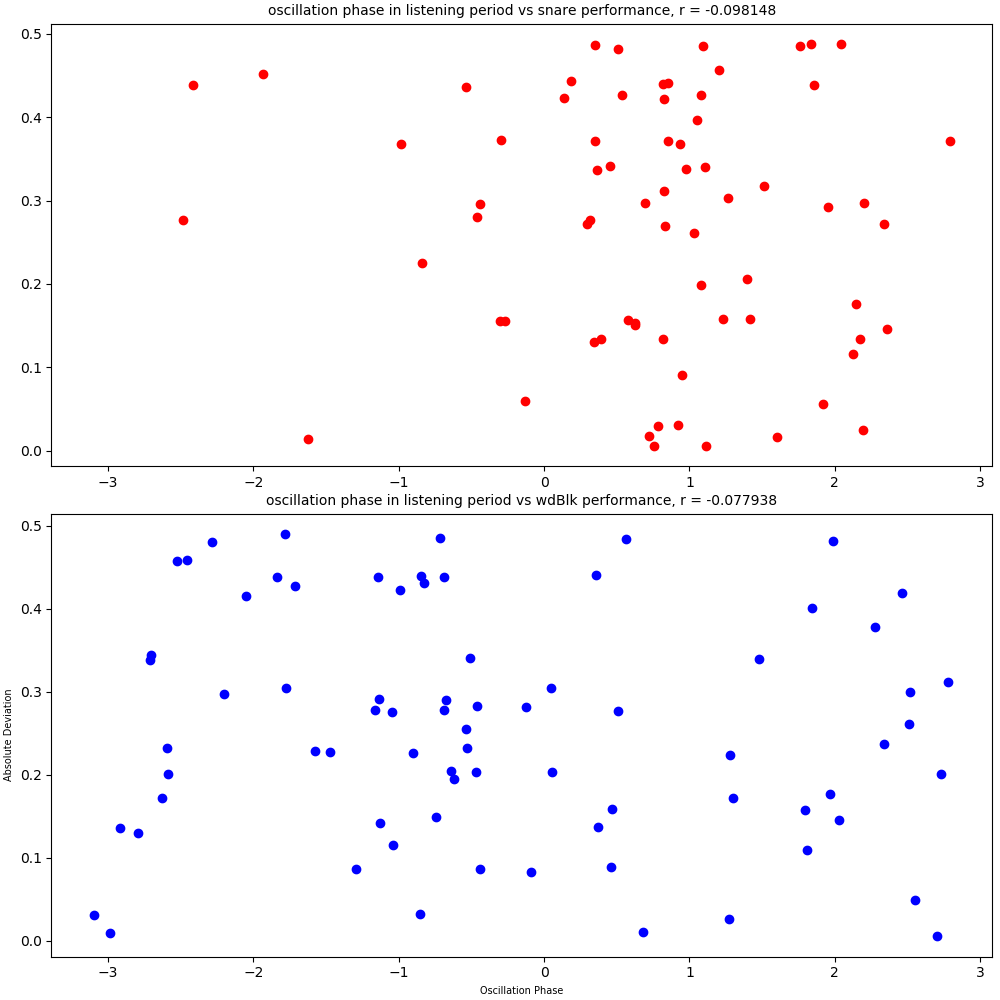 oscillation phase in listening period vs snare performance, r = -0.098148
0.5
0.4
0.3
0.2
0.1
0.0
−3 −2 −1 0 1 2 3
oscillation phase in listening period vs wdBlk performance, r = -0.077938
0.5
0.4
0.3
0.2
0.1
0.0
Absolute Deviation
−3 −2 −1 0 1 2 3
Oscillation Phase